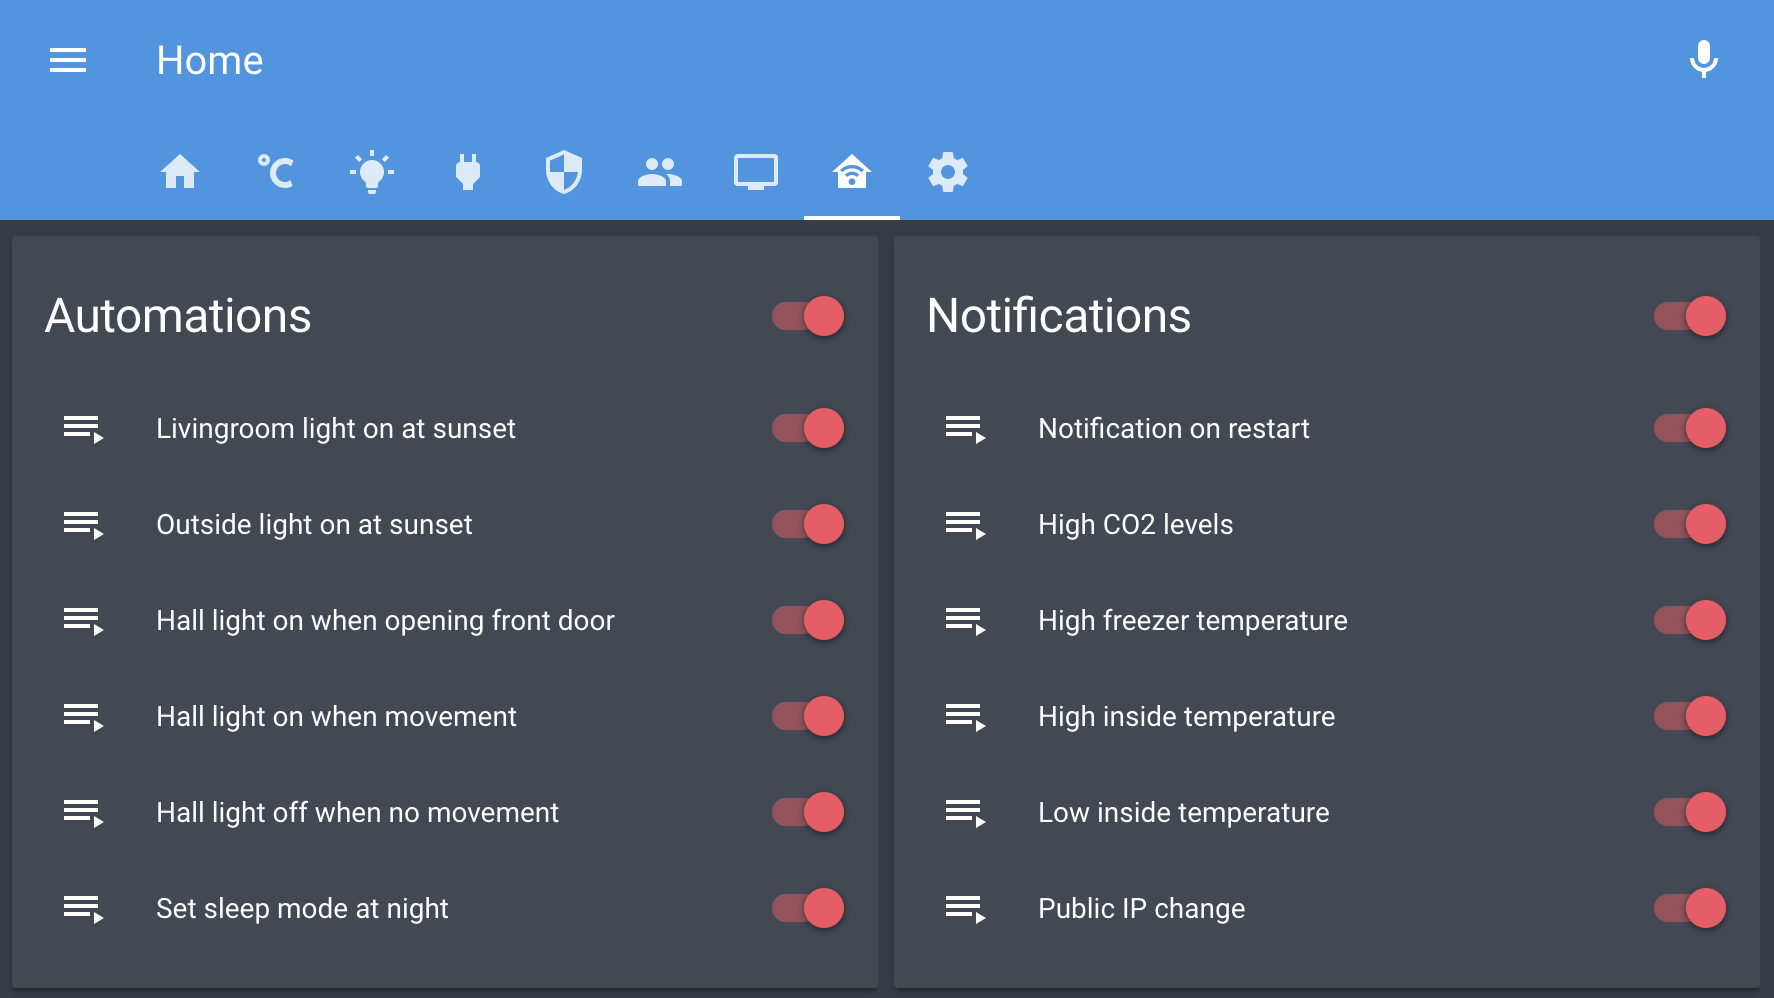 Home
°C
Automations
Livingroom light on at sunset
Outside light on at sunset
Hall light on when opening front door
Hall light on when movement
Hall light off when no movement
Set sleep mode at night
Notifications
Notification on restart
High CO2 levels
High freezer temperature
High inside temperature
Low inside temperature
Public IP change